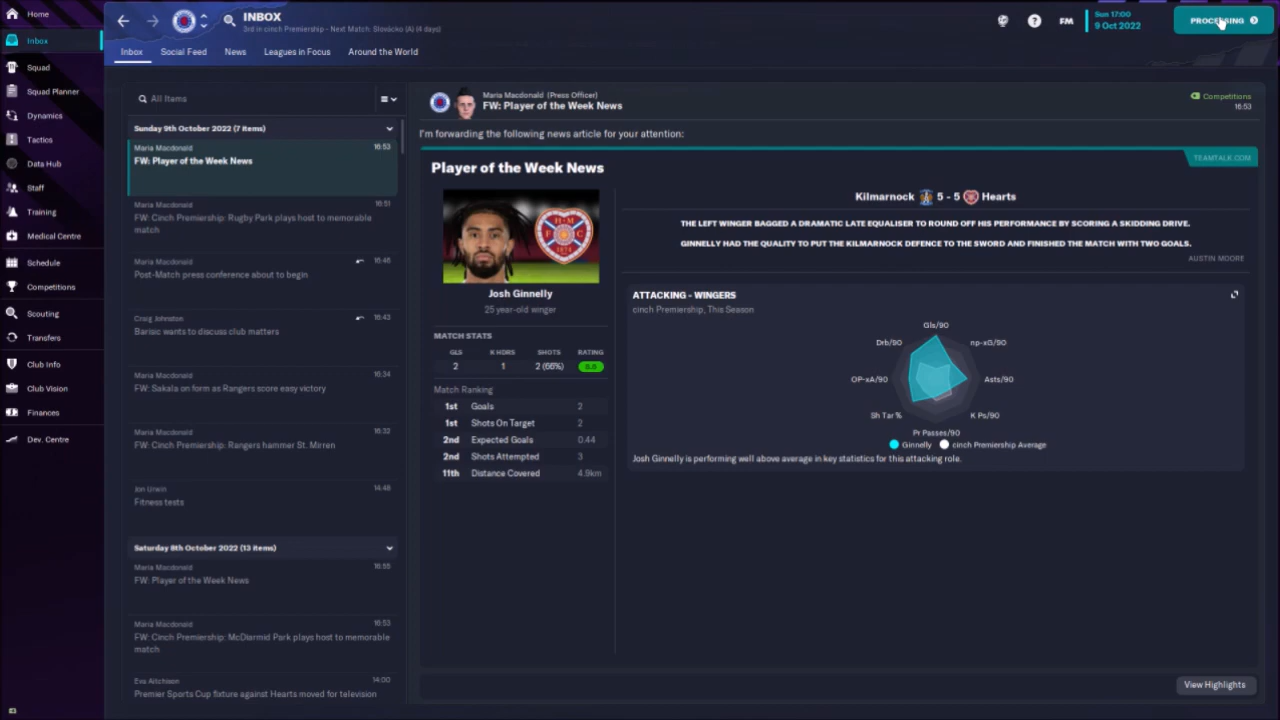 Home
Inbox
Squad
Squad Planner
Dynamics
Tactics
Data Hub
Staff
Training
Medical Centre
Schedule
Competitions
Scouting
Transfers
Club Info
Club Vision
Finances
Dev. Centre
INBOX
3rd in cinch Premiership - Next Match: Slovácko (A) (4 days)
FM
Sun 17:00
9 Oct 2022
PROCESSING
Inbox Social Feed News Leagues in Focus Around the World
All Items
Sunday 9th October 2022 (7 Items)
Maria Macdonald 16:53
FW: Player of the Week News
Maria Macdonald 16:51
FW: Cinch Premiership: Rugby Park plays host to memorable
match
Maria Macdonald 16:46
Post-Match press conference about to begin
Craig Johnston 16:43
Barisic wants to discuss club matters
Maria Macdonald 16:34
FW: Sakala on form as Rangers score easy victory
Maria Macdonald 16:32
FW: Cinch Premiership: Rangers hammer St. Mirren
Jon Urwin 14:48
Fitness tests
Saturday 8th October 2022 (13 items)
Maria Macdonald 16:55
FW: Player of the Week News
Maria Macdonald 16:53
FW: Cinch Premiership: McDiarmid Park plays host to memorable
match
Eva Aitchison 14:00
Premier Sports Cup fixture against Hearts moved for television
Maria Macdonald (Press Officer)
FW: Player of the Week News
Competitions
16:53
I'm forwarding the following news article for your attention:
TEAMTALK.COM
Player of the Week News
Josh Ginnelly
25 year-old winger
MATCH STATS
GLS K HDRS SHOTS RATING
2 1 2 (66%) 8.6
Match Ranking
1st Goals 2
1st Shots On Target 2
2nd Expected Goals 0.44
2nd Shots Attempted 3
11th Distance Covered 4.9km
Kilmarnock 5 - 5 Hearts
THE LEFT WINGER BAGGED A DRAMATIC LATE EQUALISER TO ROUND OFF HIS PERFORMANCE BY SCORING A SKIDDING DRIVE.
GINNELLY HAD THE QUALITY TO PUT THE KILMARNOCK DEFENCE TO THE SWORD AND FINISHED THE MATCH WITH TWO GOALS.
AUSTIN MOORE
ATTACKING - WINGERS
cinch Premiership, This Season
Gls/90
Drb/90 np-xG/90
OP-xA/90 Asts/90
Sh Tar % K Ps/90
Pr Passes/90
Ginnelly cinch Premiership Average
Josh Ginnelly is performing well above average in key statistics for this attacking role.
View Highlights